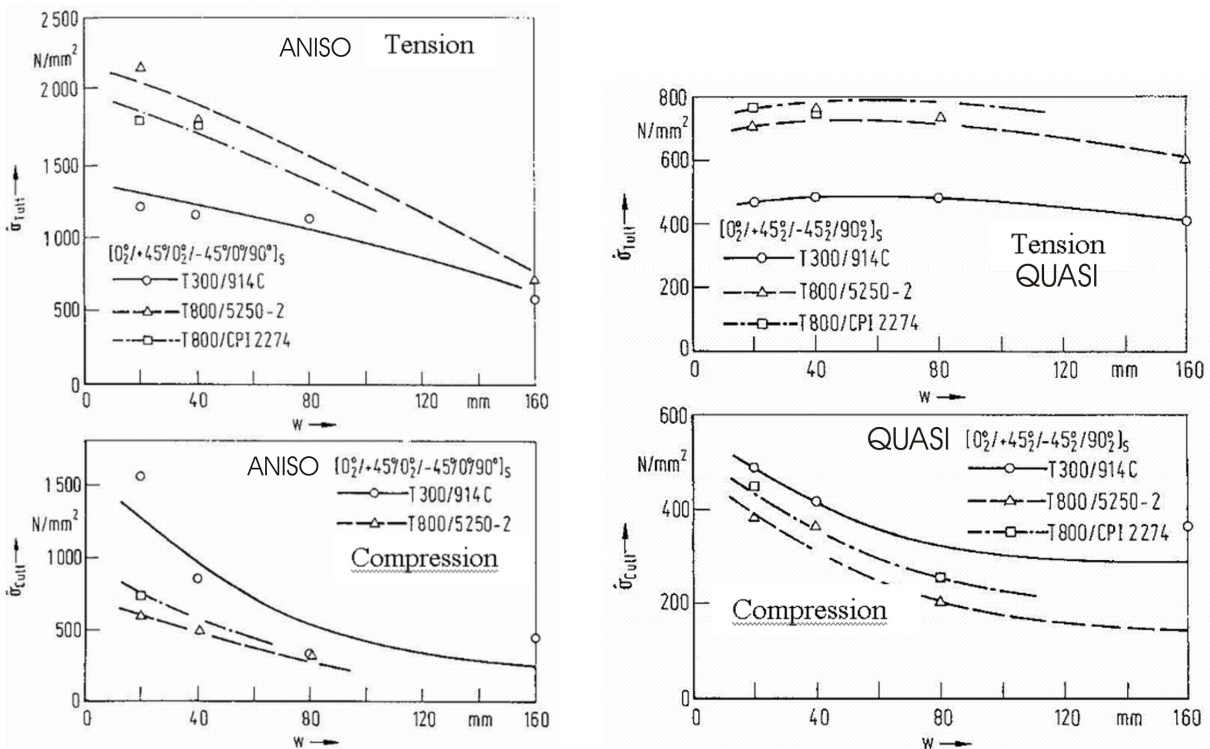 2 500
N/mm²
2 000
1 500
1 000
500
0
σ̂Tult
ANISO Tension
[0°₂/+45°/0°₂/-45°/0°/90°]s
T300/914C
T800/5250-2
T800/CPI2274
0 40 80 120 mm 160
W
1 500
N/mm²
1 000
500
0
σ̂Cult
ANISO [0°₂/+45°/0°₂/-45°/0°/90°]s
T300/914C
T800/5250-2
Compression
0 40 80 120 mm 160
W
800
N/mm²
600
400
200
0
σ̂Tult
[0°₂/+45°₂/-45°₂/90°₂]s
T300/914C
T800/5250-2
T800/CPI 2274
Tension
QUASI
0 40 80 120 mm 160
W
600
N/mm²
400
200
0
σ̂Cult
QUASI [0°₂/+45°₂/-45°₂/90°₂]s
T300/914C
T800/5250-2
T800/CPI 2274
Compression
0 40 80 120 mm 160
W